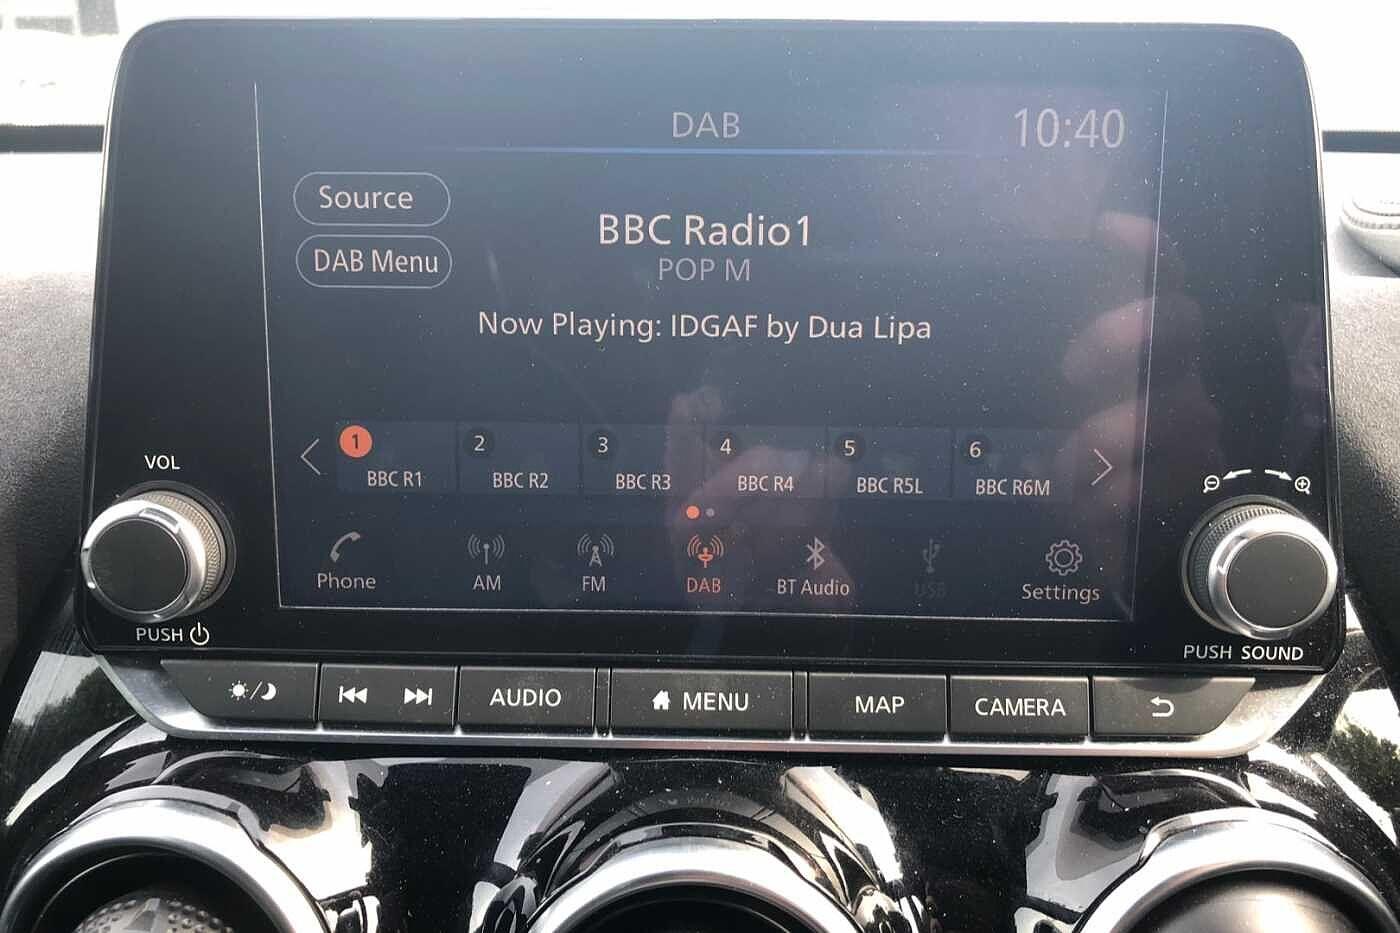 DAB
10:40
Source
DAB Menu
BBC Radio1
POP M
Now Playing: IDGAF by Dua Lipa
1 BBC R1
2 BBC R2
3 BBC R3
4 BBC R4
5 BBC R5L
6 BBC R6M
Phone
AM
FM
DAB
BT Audio
USB
Settings
VOL
PUSH
PUSH SOUND
AUDIO
MENU
MAP
CAMERA